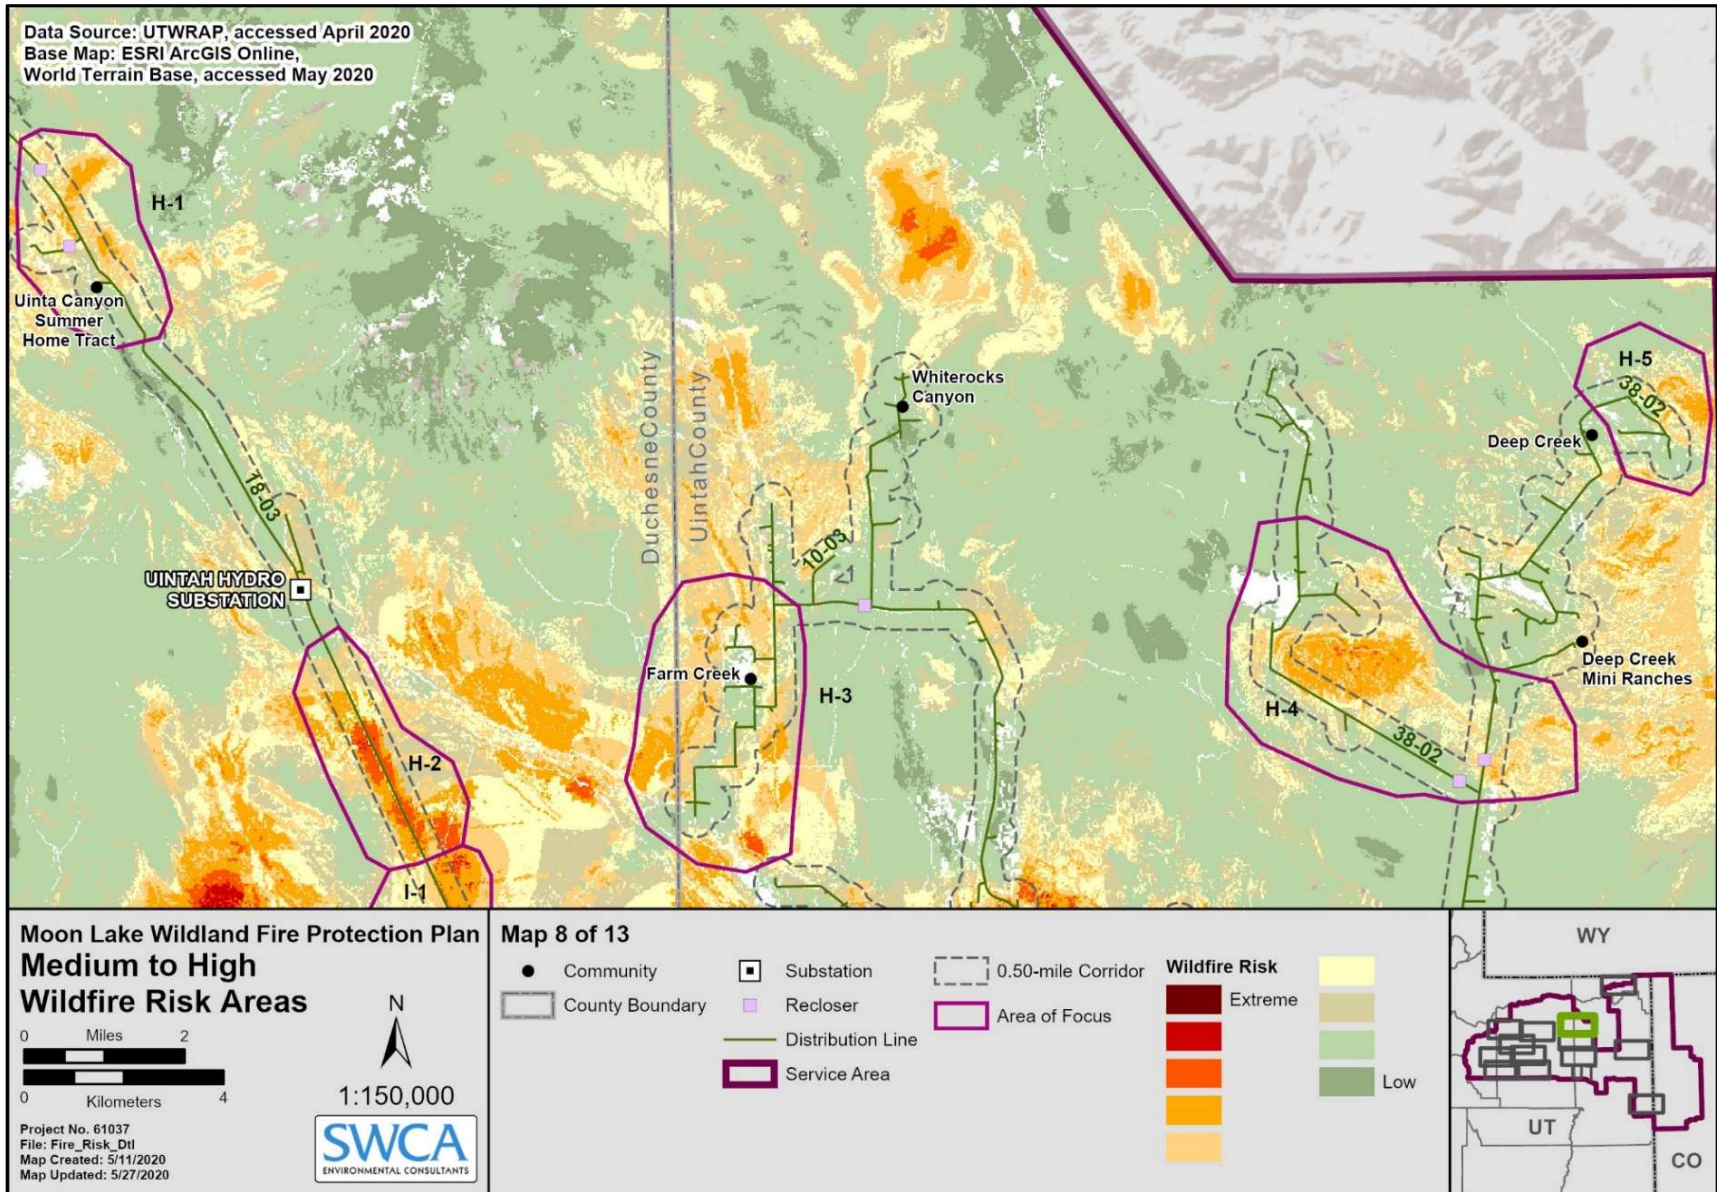 Data Source: UTWRAP, accessed April 2020
Base Map: ESRI ArcGIS Online,
World Terrain Base, accessed May 2020
H-1
Uinta Canyon
Summer
Home Tract
18-03
UINTAH HYDRO
SUBSTATION
H-2
I-1
DuchesneCounty
UintahCounty
Whiterocks
Canyon
10-03
Farm Creek
H-3
H-5
38-02
Deep Creek
Deep Creek
Mini Ranches
H-4
38-02
Moon Lake Wildland Fire Protection Plan
Medium to High
Wildfire Risk Areas
0 Miles 2
0 Kilometers 4
N
1:150,000
Project No. 61037
File: Fire_Risk_Dtl
Map Created: 5/11/2020
Map Updated: 5/27/2020
SWCA
ENVIRONMENTAL CONSULTANTS
Map 8 of 13
Community
County Boundary
Substation
Recloser
Distribution Line
Service Area
0.50-mile Corridor
Area of Focus
Wildfire Risk
Extreme
Low
WY
UT
CO